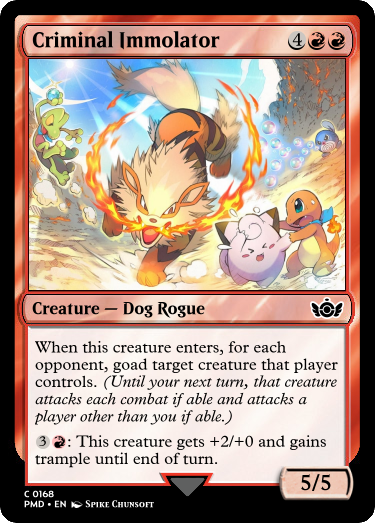 Criminal Immolator 4
Creature — Dog Rogue
When this creature enters, for each
opponent, goad target creature that player
controls. (Until your next turn, that creature
attacks each combat if able and attacks a
player other than you if able.)
3 : This creature gets +2/+0 and gains
trample until end of turn.
5/5
C 0168
PMD • EN Spike Chunsoft